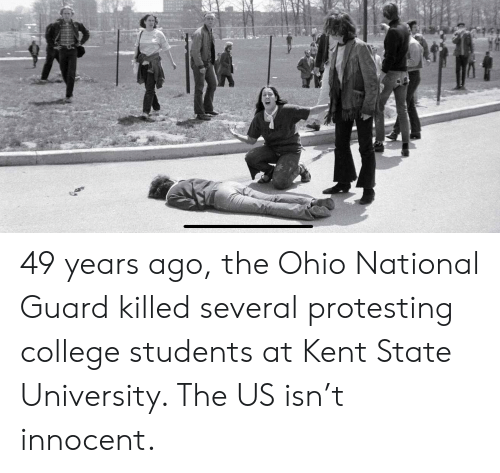 49 years ago, the Ohio National
Guard killed several protesting
college students at Kent State
University. The US isn’t
innocent.